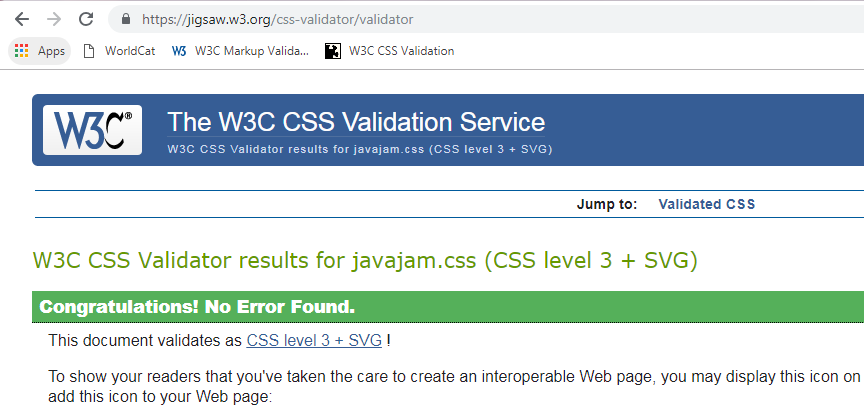 https://jigsaw.w3.org/css-validator/validator
Apps WorldCat W3 W3C Markup Valida... W3C CSS Validation
W3C® The W3C CSS Validation Service
W3C CSS Validator results for javajam.css (CSS level 3 + SVG)
Jump to: Validated CSS
W3C CSS Validator results for javajam.css (CSS level 3 + SVG)
Congratulations! No Error Found.
This document validates as CSS level 3 + SVG !
To show your readers that you've taken the care to create an interoperable Web page, you may display this icon on
add this icon to your Web page: